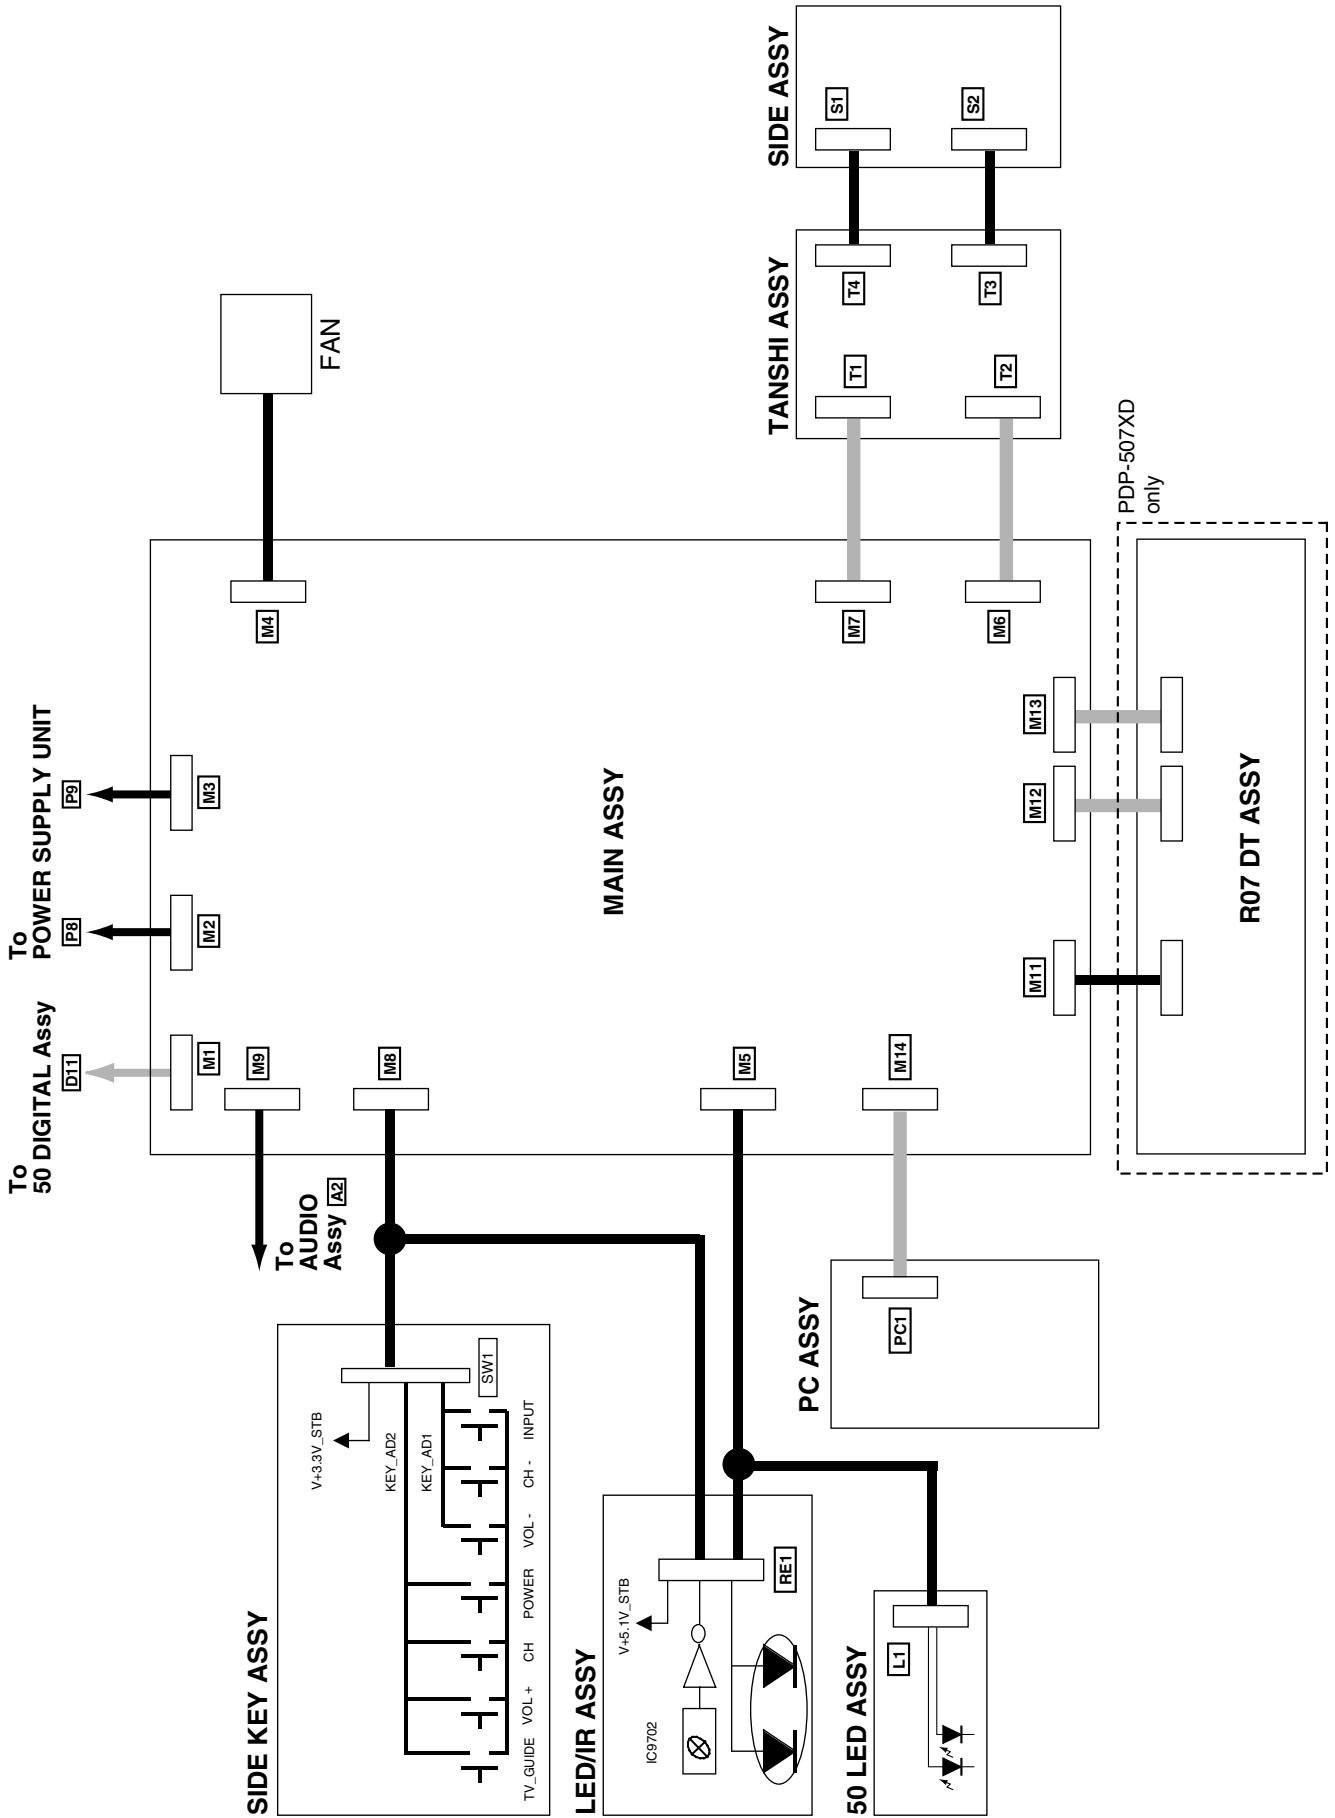 SIDE KEY ASSY
V+3.3V_STB
KEY_AD2
KEY_AD1
SW1
TV_GUIDE
VOL +
CH
POWER
VOL -
CH -
INPUT
LED/IR ASSY
V+5.1V_STB
IC9702
RE1
50 LED ASSY
L1
PC ASSY
PC1
To
50 DIGITAL Assy
D11
To
POWER SUPPLY UNIT
P8
P9
To
AUDIO
Assy A2
MAIN ASSY
M1
M2
M3
M9
M8
M5
M14
M4
M7
M6
M11
M12
M13
FAN
TANSHI ASSY
T1
T2
T4
T3
SIDE ASSY
S1
S2
PDP-507XD
only
R07 DT ASSY